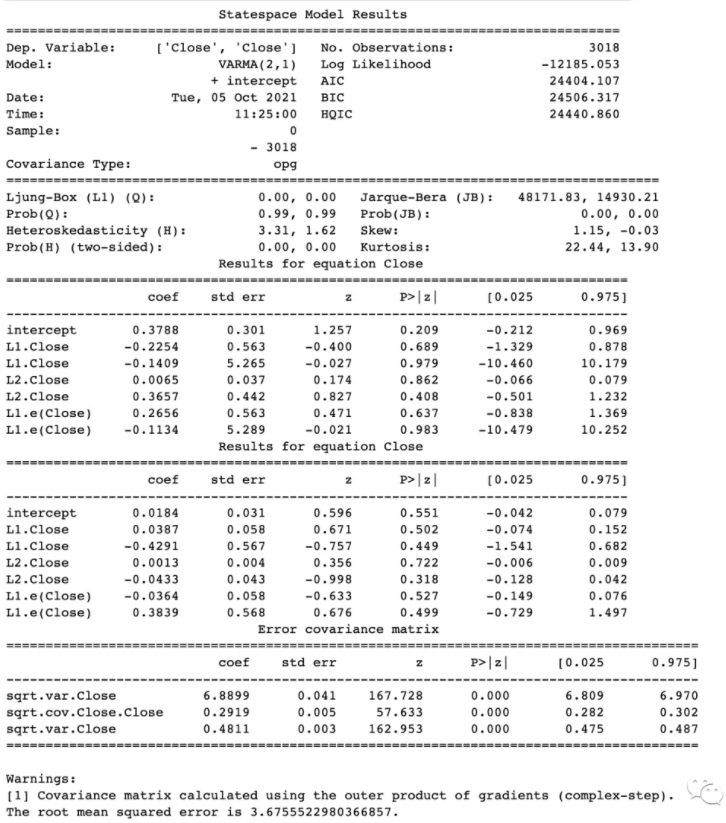 Statespace Model Results
==============================================================================
Dep. Variable: ['Close', 'Close'] No. Observations: 3018
Model: VARMA(2,1) Log Likelihood -12185.053
+ intercept AIC 24404.107
Date: Tue, 05 Oct 2021 BIC 24506.317
Time: 11:25:00 HQIC 24440.860
Sample: 0
- 3018
Covariance Type: opg
==============================================================================
Ljung-Box (L1) (Q): 0.00, 0.00 Jarque-Bera (JB): 48171.83, 14930.21
Prob(Q): 0.99, 0.99 Prob(JB): 0.00, 0.00
Heteroskedasticity (H): 3.31, 1.62 Skew: 1.15, -0.03
Prob(H) (two-sided): 0.00, 0.00 Kurtosis: 22.44, 13.90
Results for equation Close
==============================================================================
coef std err z P>|z| [0.025 0.975]
------------------------------------------------------------------------------
intercept 0.3788 0.301 1.257 0.209 -0.212 0.969
L1.Close -0.2254 0.563 -0.400 0.689 -1.329 0.878
L1.Close -0.1409 5.265 -0.027 0.979 -10.460 10.179
L2.Close 0.0065 0.037 0.174 0.862 -0.066 0.079
L2.Close 0.3657 0.442 0.827 0.408 -0.501 1.232
L1.e(Close) 0.2656 0.563 0.471 0.637 -0.838 1.369
L1.e(Close) -0.1134 5.289 -0.021 0.983 -10.479 10.252
Results for equation Close
==============================================================================
coef std err z P>|z| [0.025 0.975]
------------------------------------------------------------------------------
intercept 0.0184 0.031 0.596 0.551 -0.042 0.079
L1.Close 0.0387 0.058 0.671 0.502 -0.074 0.152
L1.Close -0.4291 0.567 -0.757 0.449 -1.541 0.682
L2.Close 0.0013 0.004 0.356 0.722 -0.006 0.009
L2.Close -0.0433 0.043 -0.998 0.318 -0.128 0.042
L1.e(Close) -0.0364 0.058 -0.633 0.527 -0.149 0.076
L1.e(Close) 0.3839 0.568 0.676 0.499 -0.729 1.497
Error covariance matrix
==============================================================================
coef std err z P>|z| [0.025 0.975]
------------------------------------------------------------------------------
sqrt.var.Close 6.8899 0.041 167.728 0.000 6.809 6.970
sqrt.cov.Close.Close 0.2919 0.005 57.633 0.000 0.282 0.302
sqrt.var.Close 0.4811 0.003 162.953 0.000 0.475 0.487
==============================================================================
Warnings:
[1] Covariance matrix calculated using the outer product of gradients (complex-step).
The root mean squared error is 3.6755522980366857.